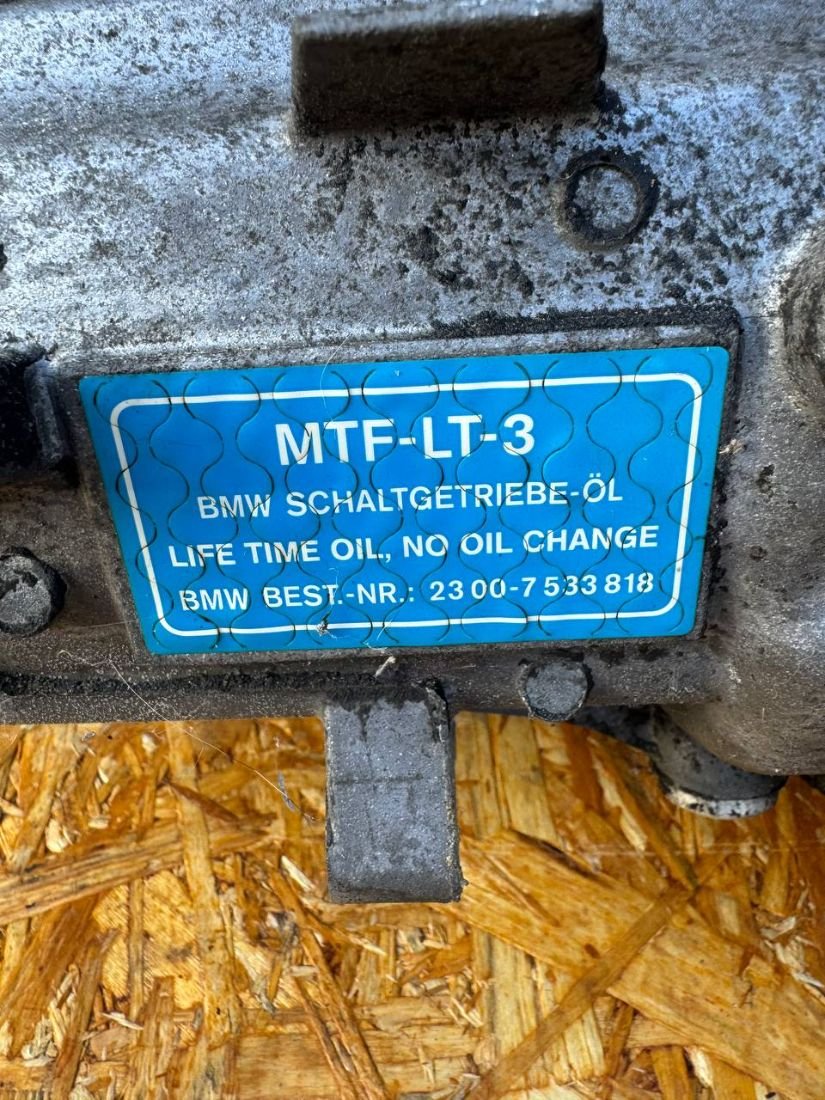 MTF-LT-3
BMW SCHALTGETRIEBE-ÖL
LIFE TIME OIL, NO OIL CHANGE
BMW BEST.-NR.: 23 00-7 533 818